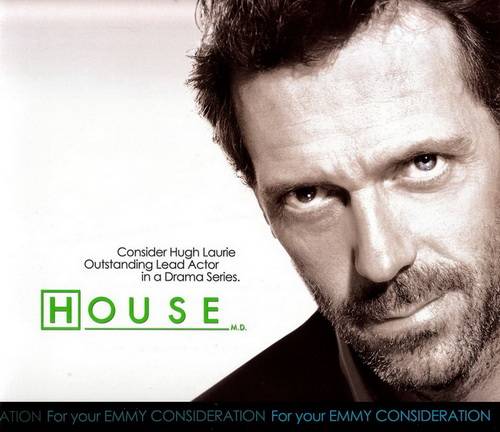 Consider Hugh Laurie
Outstanding Lead Actor
in a Drama Series.
HOUSE
M.D.
ATION For your EMMY CONSIDERATION For your EMMY CONSIDERATION